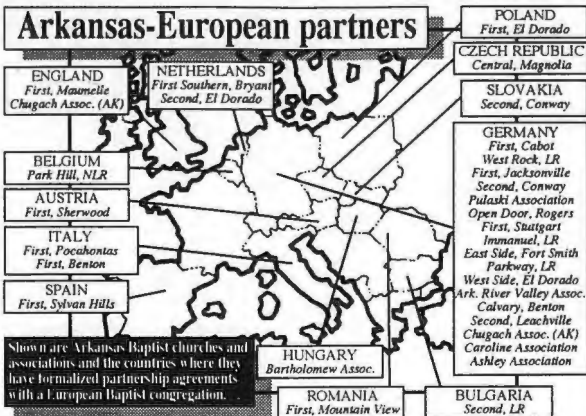 Arkansas-European partners
ENGLAND
First, Maumelle
Chugach Assoc. (AK)
NETHERLANDS
First Southern, Bryant
Second, El Dorado
POLAND
First, El Dorado
CZECH REPUBLIC
Central, Magnolia
SLOVAKIA
Second, Conway
BELGIUM
Park Hill, NLR
AUSTRIA
First, Sherwood
ITALY
First, Pocahontas
First, Benton
SPAIN
First, Sylvan Hills
GERMANY
First, Cabot
West Rock, LR
First, Jacksonville
Second, Conway
Pulaski Association
Open Door, Rogers
First, Stuttgart
Immanuel, LR
East Side, Fort Smith
Parkway, LR
West Side, El Dorado
Ark. River Valley Assoc.
Calvary, Benton
Second, Leachville
Chugach Assoc. (AK)
Caroline Association
Ashley Association
Shown are Arkansas Baptist churches and
associations and the countries where they
have formalized partnership agreements
with a European Baptist congregation.
HUNGARY
Bartholomew Assoc.
ROMANIA
First, Mountain View
BULGARIA
Second, LR